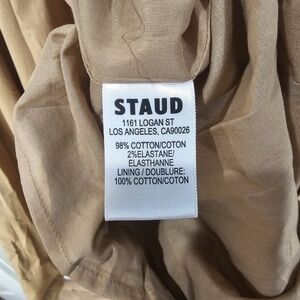 STAUD
1161 LOGAN ST
LOS ANGELES, CA90026
98% COTTON/COTON
2%ELASTANE/
ELASTHANNE
LINING / DOUBLURE:
100% COTTON/COTON